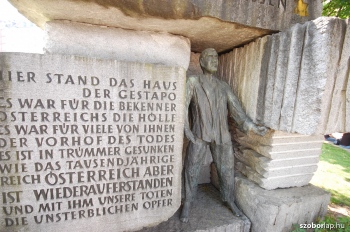 HIER STAND DAS HAUS
DER GESTAPO
ES WAR FÜR DIE BEKENNER
ÖSTERREICHS DIE HÖLLE
ES WAR FÜR VIELE VON IHNEN
DER VORHOF DES TODES
ES IST IN TRÜMMER GESUNKEN
WIE DAS TAUSENDJÄHRIGE
REICH ÖSTERREICH ABER
IST WIEDERAUFERSTANDEN
UND MIT IHM UNSERE TOTEN
DIE UNSTERBLICHEN OPFER
szoborlap.hu